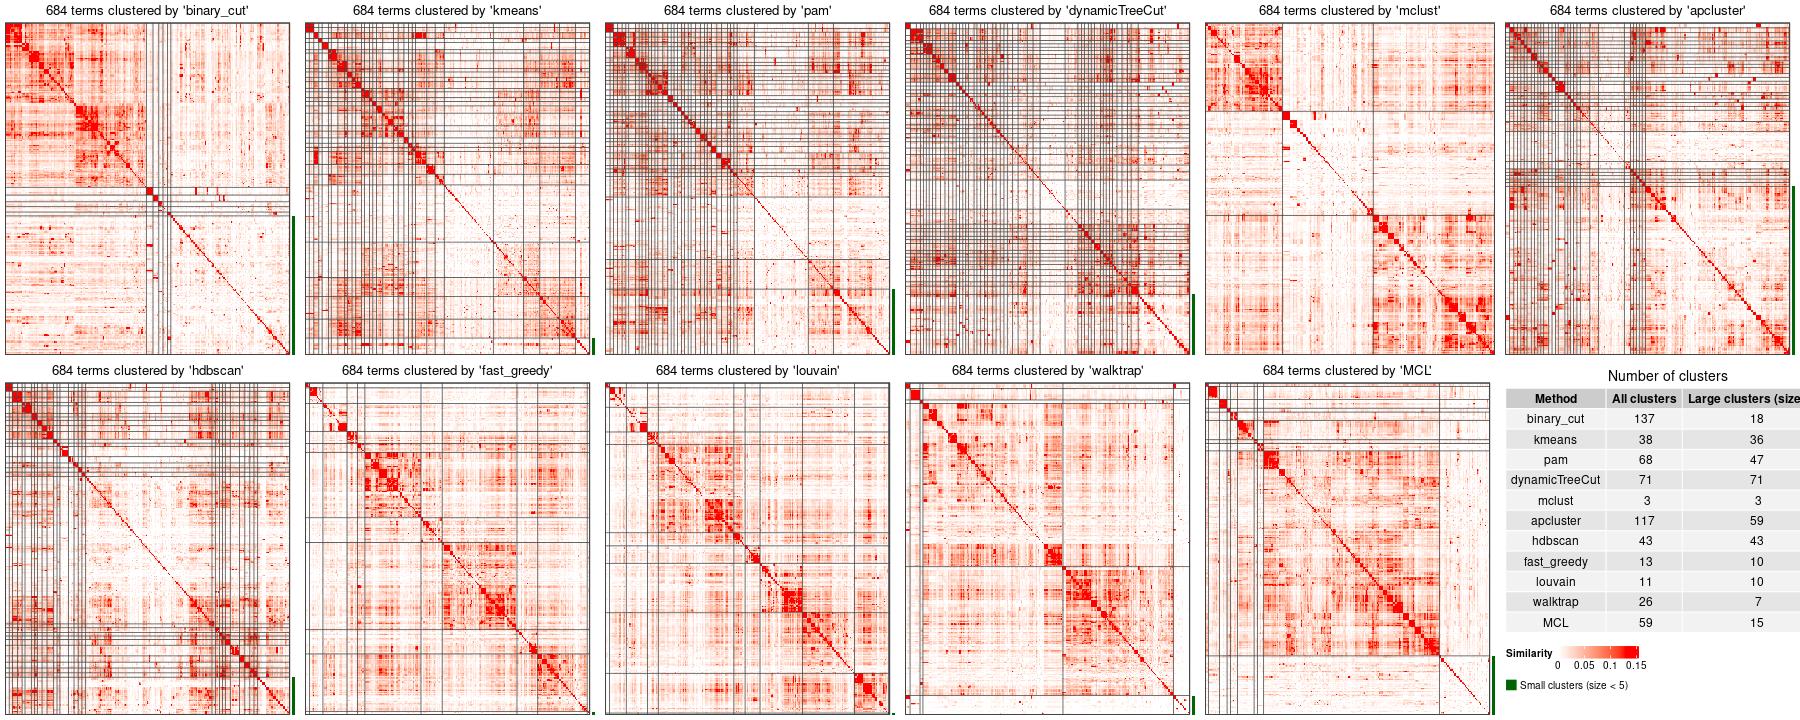 684 terms clustered by 'binary_cut'
684 terms clustered by 'kmeans'
684 terms clustered by 'pam'
684 terms clustered by 'dynamicTreeCut'
684 terms clustered by 'mclust'
684 terms clustered by 'apcluster'
684 terms clustered by 'hdbscan'
684 terms clustered by 'fast_greedy'
684 terms clustered by 'louvain'
684 terms clustered by 'walktrap'
684 terms clustered by 'MCL'
Number of clusters
Method All clusters Large clusters (size
binary_cut 137 18
kmeans 38 36
pam 68 47
dynamicTreeCut 71 71
mclust 3 3
apcluster 117 59
hdbscan 43 43
fast_greedy 13 10
louvain 11 10
walktrap 26 7
MCL 59 15
Similarity
0 0.05 0.1 0.15
Small clusters (size < 5)